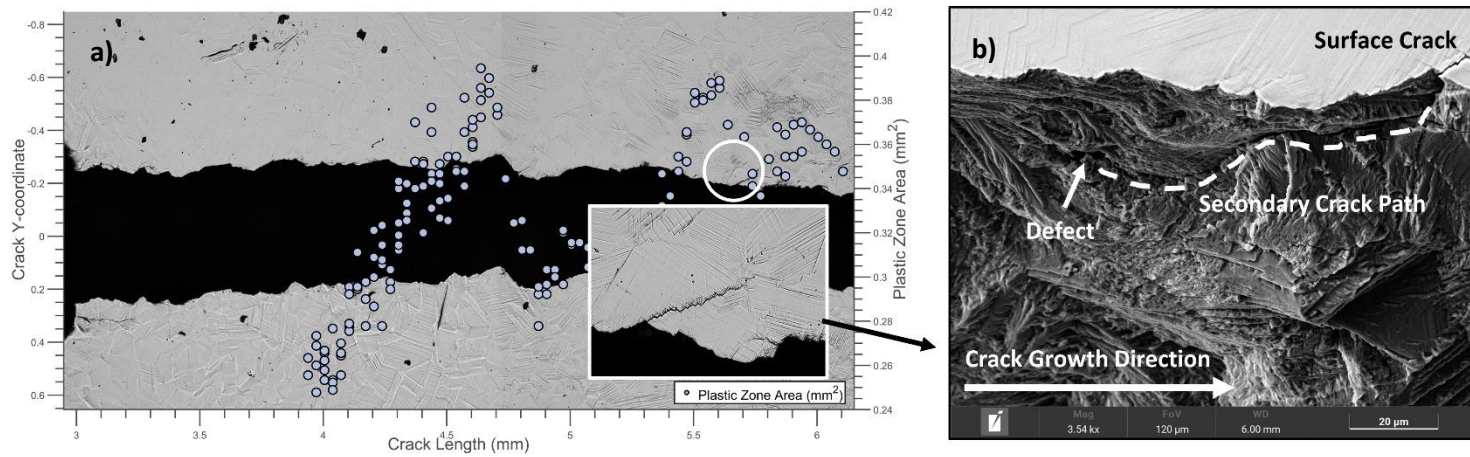 a)
Crack Y-coordinate
-0.8
-0.6
-0.4
-0.2
0
0.2
0.4
0.6
3
3.5
4
4.5
5
5.5
6
Crack Length (mm)
0.42
0.4
0.38
0.36
0.34
0.32
0.3
0.28
0.26
0.24
Plastic Zone Area (mm²)
Plastic Zone Area (mm²)
b)
Surface Crack
Secondary Crack Path
Defect
Crack Growth Direction
Mag
3.54 kx
FoV
120 µm
WD
6.00 mm
20 µm